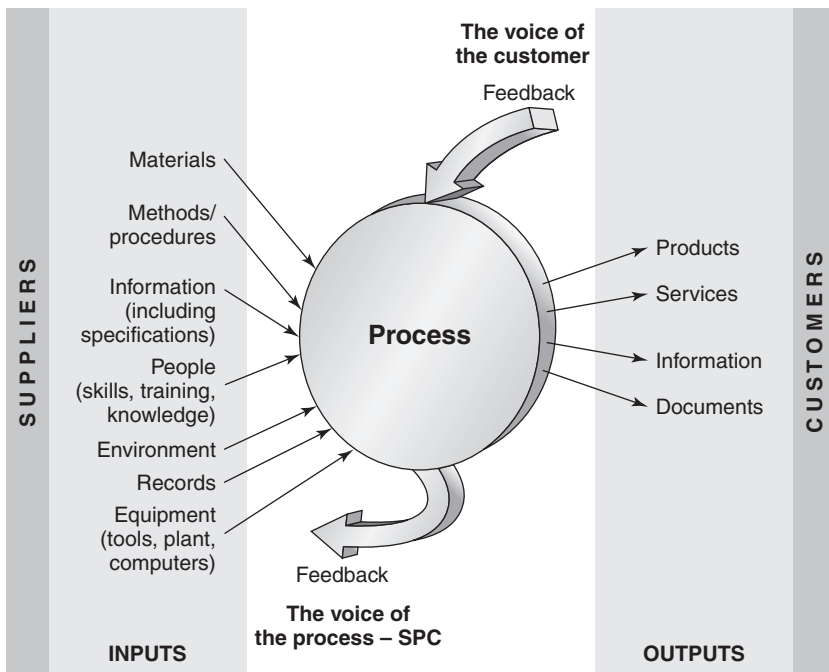 The voice of
the customer
Feedback
SUPPLIERS
Materials
Methods/
procedures
Information
(including
specifications)
People
(skills, training,
knowledge)
Environment
Records
Equipment
(tools, plant,
computers)
INPUTS
Process
Feedback
The voice of
the process – SPC
Products
Services
Information
Documents
OUTPUTS
CUSTOMERS